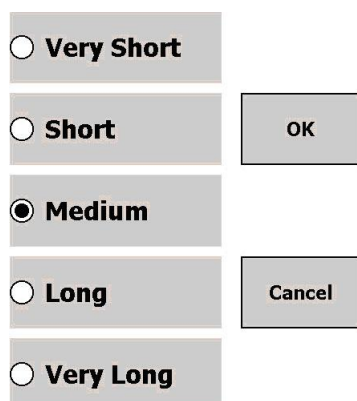 Very Short
Short
OK
Medium
Long
Cancel
Very Long